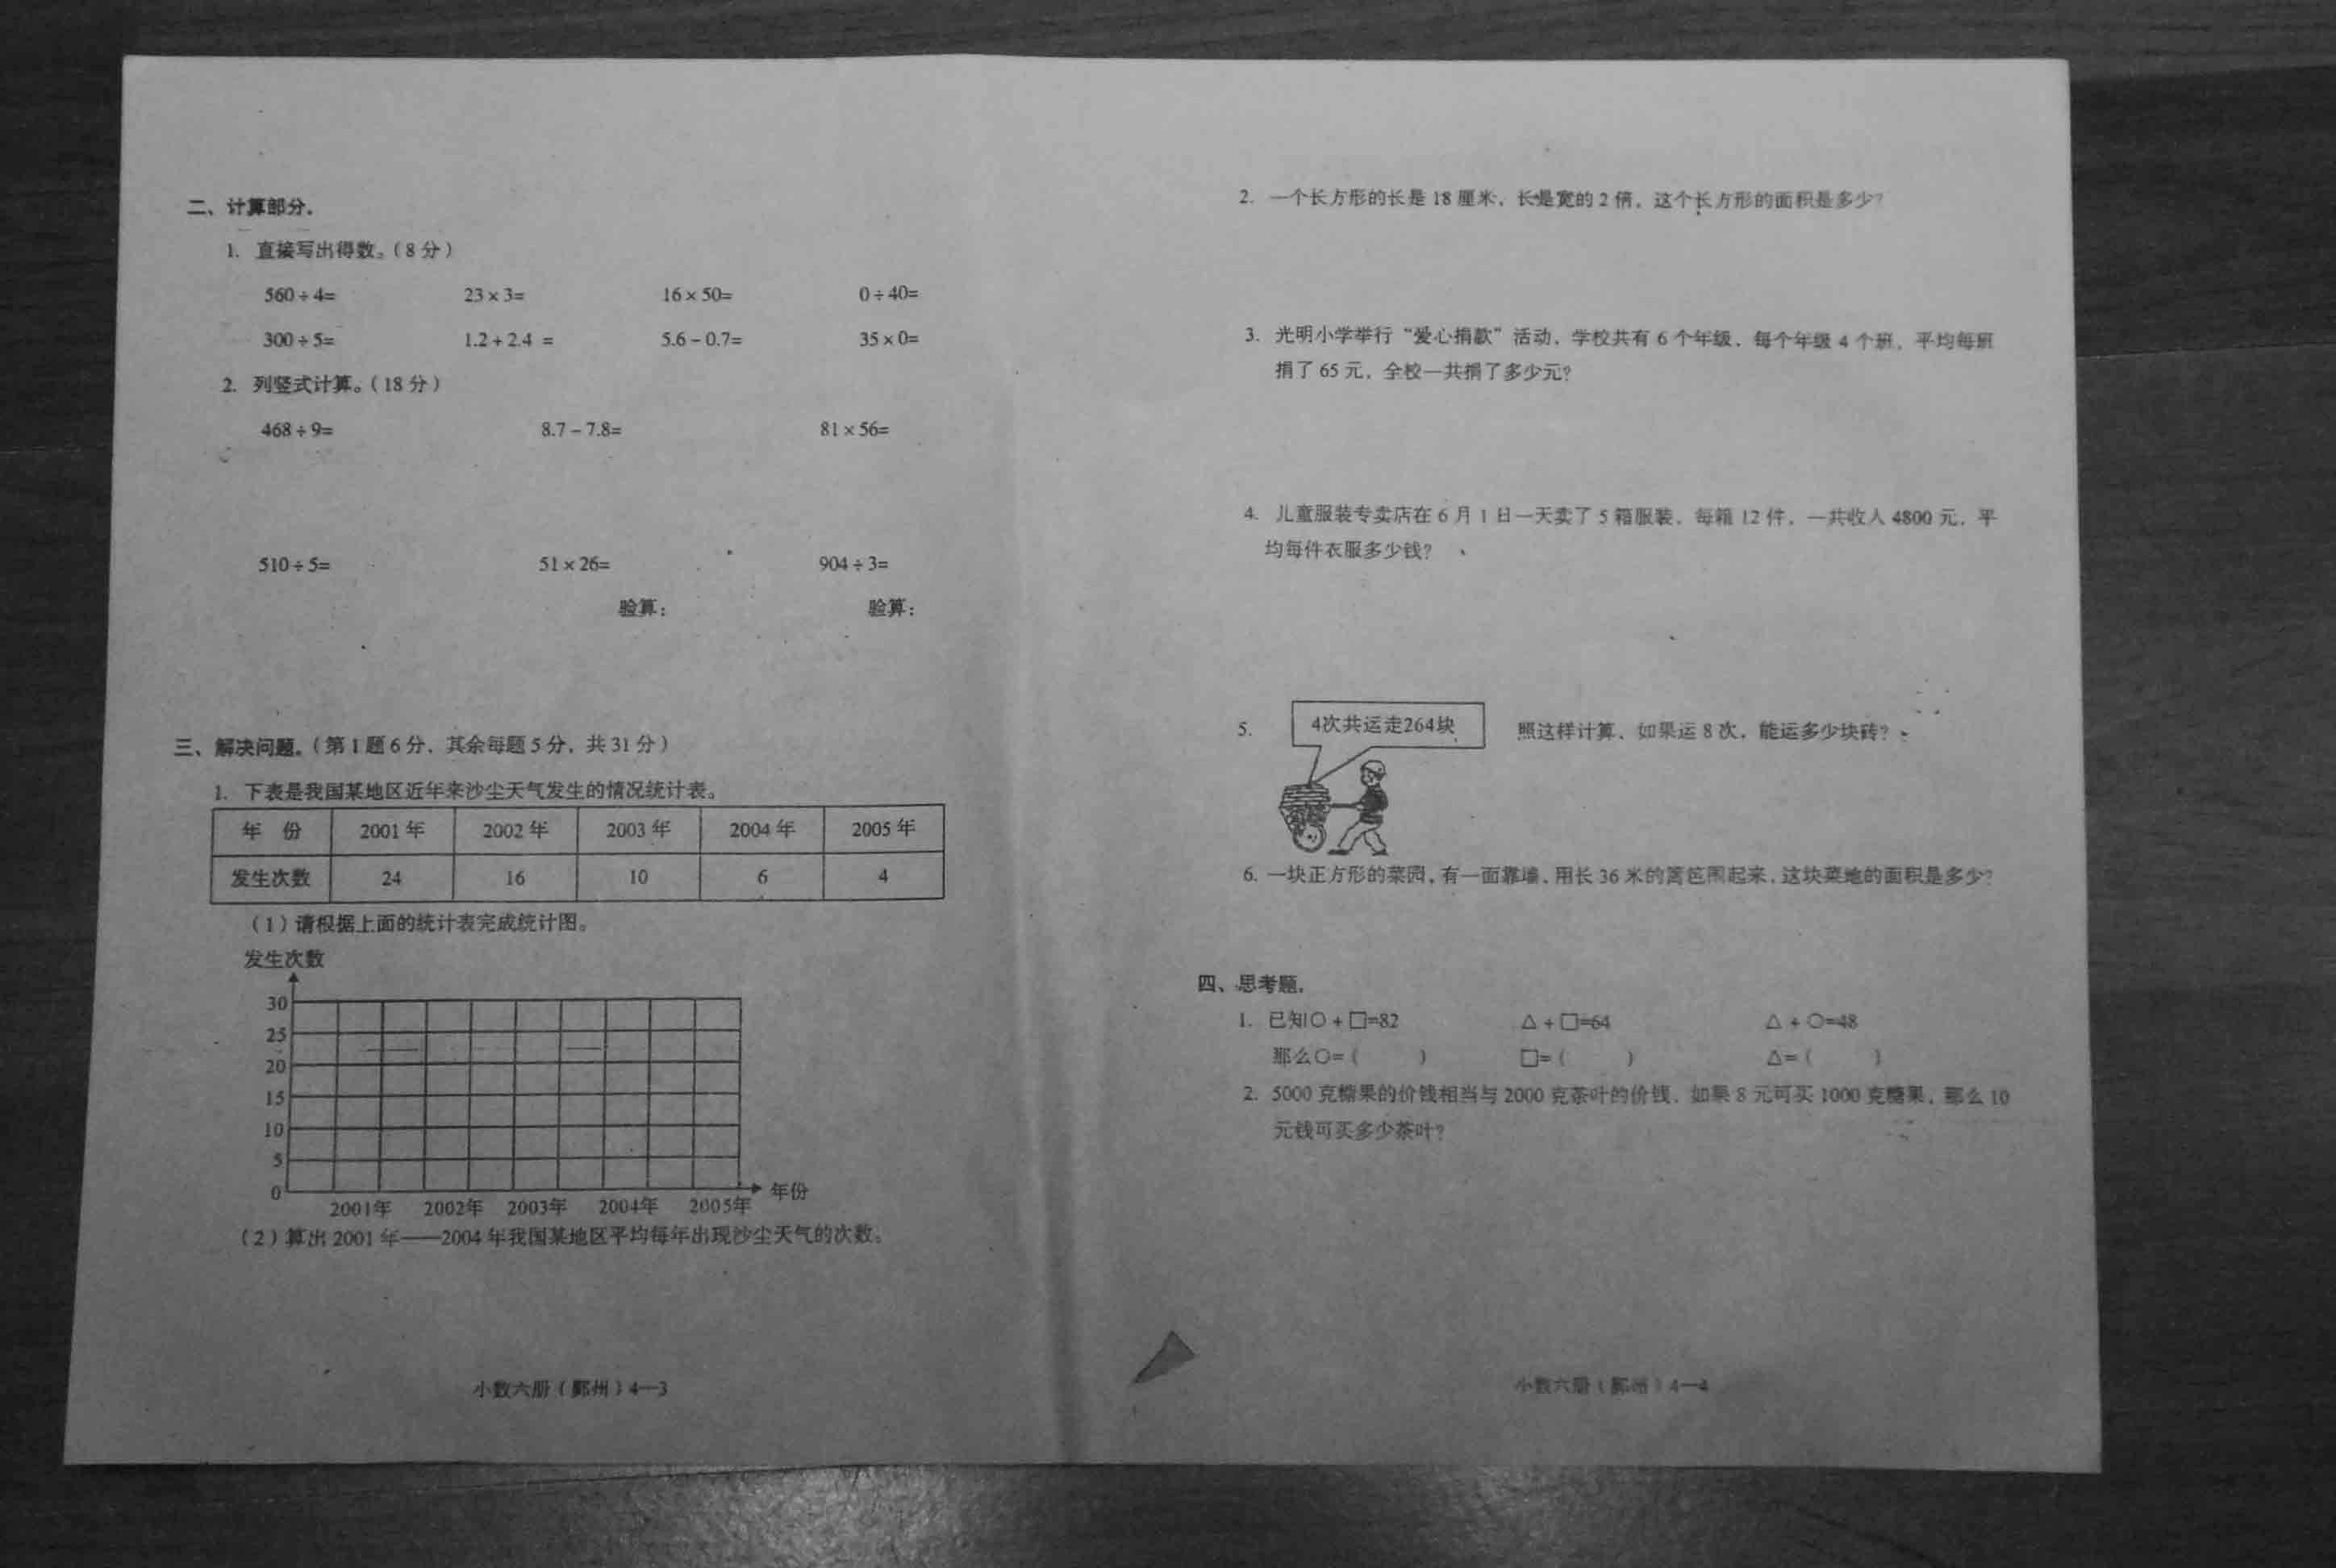 二、计算部分。
1. 直接写出得数。(8分)
560÷4= 23×3= 16×50= 0÷40=
300÷5= 1.2+2.4 = 5.6-0.7= 35×0=
2. 列竖式计算。(18分)
468÷9= 8.7-7.8= 81×56=
510÷5= 51×26= 904÷3=
验算: 验算:
三、解决问题。(第1题6分,其余每题5分,共31分)
1. 下表是我国某地区近年来沙尘天气发生的情况统计表。
年 份 2001年 2002年 2003年 2004年 2005年
发生次数 24 16 10 6 4
(1)请根据上面的统计表完成统计图。
发生次数
30
25
20
15
10
5
0
年份
2001年 2002年 2003年 2004年 2005年
(2)算出2001年——2004年我国某地区平均每年出现沙尘天气的次数。
小数六册(鄞州)4—3
2. 一个长方形的长是18厘米,长是宽的2倍,这个长方形的面积是多少?
3. 光明小学举行“爱心捐款”活动,学校共有6个年级,每个年级4个班,平均每班
捐了65元,全校一共捐了多少元?
4. 儿童服装专卖店在6月1日一天卖了5箱服装,每箱12件,一共收入4800元,平
均每件衣服多少钱?
5. 4次共运走264块 照这样计算,如果运8次,能运多少块砖?
6. 一块正方形的菜园,有一面靠墙,用长36米的篱笆围起来,这块菜地的面积是多少?
四、思考题。
1. 已知○+□=82 △+□=64 △+○=48
那么○=( ) □=( ) △=( )
2. 5000克糖果的价钱相当与2000克茶叶的价钱,如果8元可买1000克糖果,那么10
元钱可买多少茶叶?
小数六册(鄞州)4—4